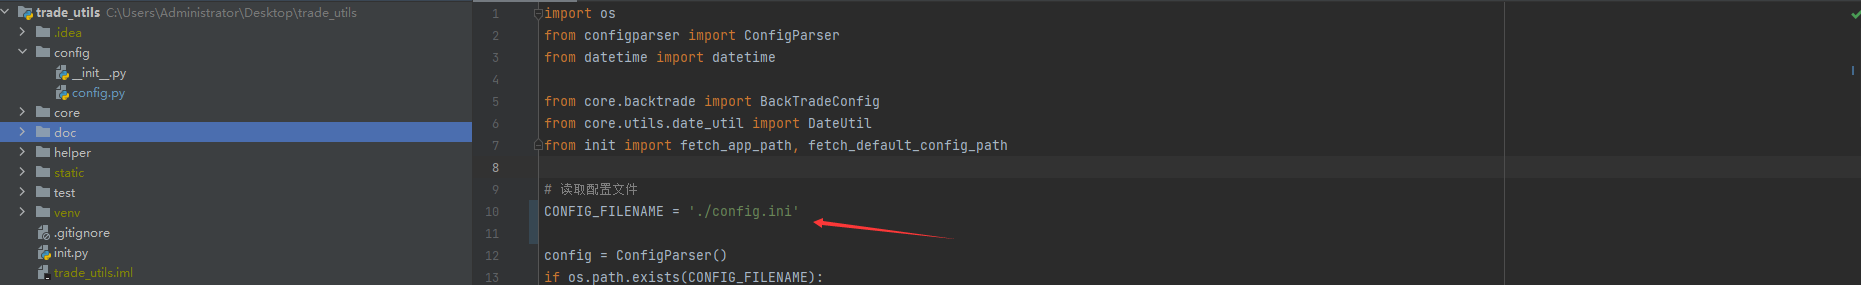 trade_utils C:\Users\Administrator\Desktop\trade_utils
.idea
config
__init__.py
config.py
core
doc
helper
static
test
venv
.gitignore
init.py
trade_utils.iml
1 import os
2 from configparser import ConfigParser
3 from datetime import datetime
4
5 from core.backtrade import BackTradeConfig
6 from core.utils.date_util import DateUtil
7 from init import fetch_app_path, fetch_default_config_path
8
9 # 读取配置文件
10 CONFIG_FILENAME = './config.ini'
11
12 config = ConfigParser()
13 if os.path.exists(CONFIG_FILENAME):